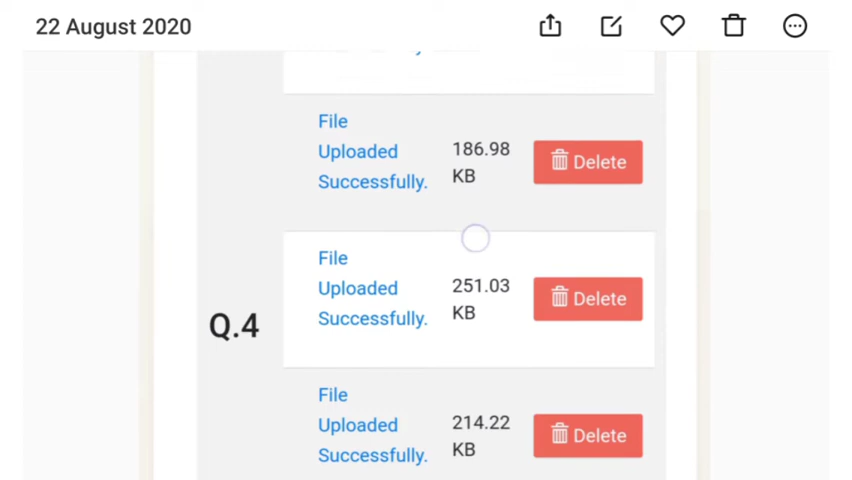 22 August 2020
File
Uploaded
Successfully.
186.98
KB
Delete
Q.4
File
Uploaded
Successfully.
251.03
KB
Delete
File
Uploaded
Successfully.
214.22
KB
Delete